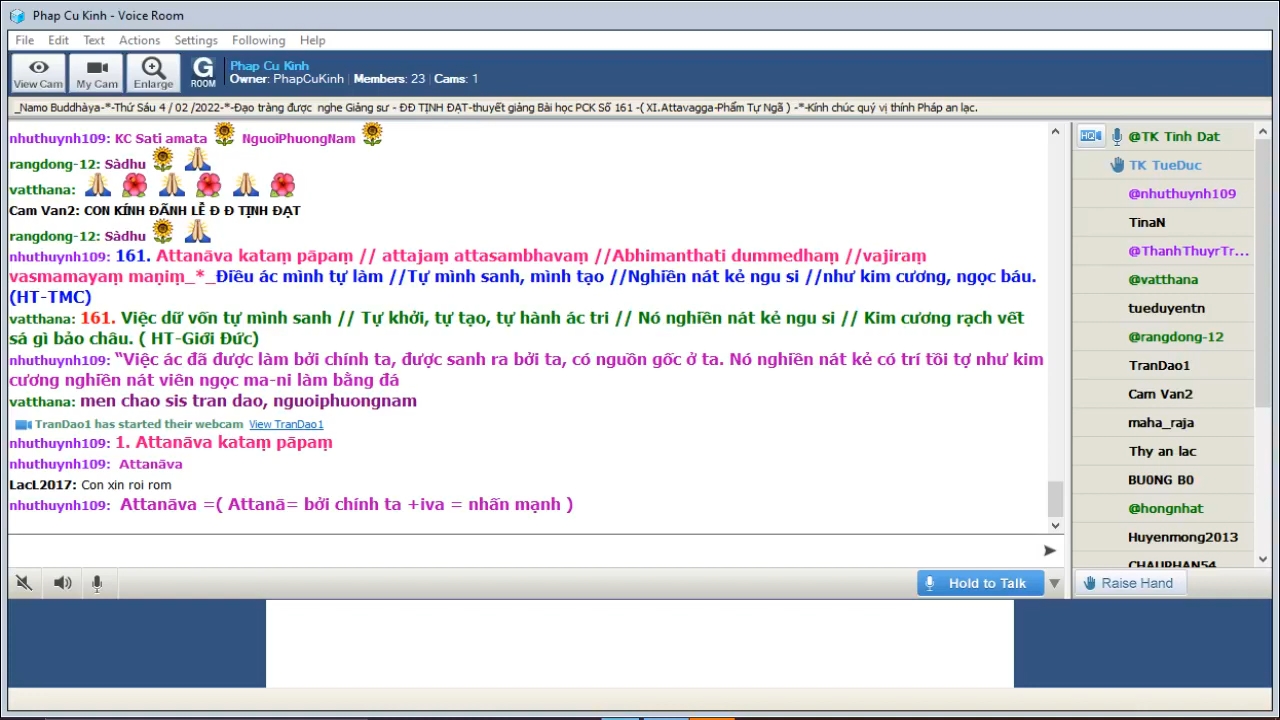 Phap Cu Kinh - Voice Room
File Edit Text Actions Settings Following Help
View Cam My Cam Enlarge G ROOM
Phap Cu Kinh
Owner: PhapCuKinh Members: 23 Cams: 1
_Namo Buddhàya-*-Thứ Sáu 4 / 02 /2022-*-Đạo tràng được nghe Giảng sư - ĐĐ TỊNH ĐẠT-thuyết giảng Bài học PCK Số 161 -( XI.Attavagga-Phẩm Tự Ngã ) -*-Kính chúc quý vị thính Pháp an lạc.
nhuthuynh109: KC Sati amata NguoiPhuongNam
rangdong-12: Sàdhu
vatthana:
Cam Van2: CON KÍNH ĐÃNH LỄ Đ Đ TỊNH ĐẠT
rangdong-12: Sàdhu
nhuthuynh109: 161. Attanāva kataṃ pāpaṃ // attajaṃ attasambhavaṃ //Abhimanthati dummedhaṃ //vajiraṃ
vasmamayaṃ maṇiṃ_*_Điều ác mình tự làm //Tự mình sanh, mình tạo //Nghiền nát kẻ ngu si //như kim cương, ngọc báu.
(HT-TMC)
vatthana: 161. Việc dữ vốn tự mình sanh // Tự khởi, tự tạo, tự hành ác tri // Nó nghiền nát kẻ ngu si // Kim cương rạch vết
sá gì bảo châu. ( HT-Giới Đức)
nhuthuynh109: “Việc ác đã được làm bởi chính ta, được sanh ra bởi ta, có nguồn gốc ở ta. Nó nghiền nát kẻ có trí tồi tợ như kim
cương nghiền nát viên ngọc ma-ni làm bằng đá
vatthana: men chao sis tran dao, nguoiphuongnam
TranDao1 has started their webcam View TranDao1
nhuthuynh109: 1. Attanāva kataṃ pāpaṃ
nhuthuynh109: Attanāva
LacL2017: Con xin roi rom
nhuthuynh109: Attanāva =( Attanā= bởi chính ta +iva = nhấn mạnh )
HQ @TK Tinh Dat
TK TueDuc
@nhuthuynh109
TinaN
@ThanhThuyrTr...
@vatthana
tueduyentn
@rangdong-12
TranDao1
Cam Van2
maha_raja
Thy an lac
BU0NG B0
@hongnhat
Huyenmong2013
CHAUPHAN54
Hold to Talk
Raise Hand